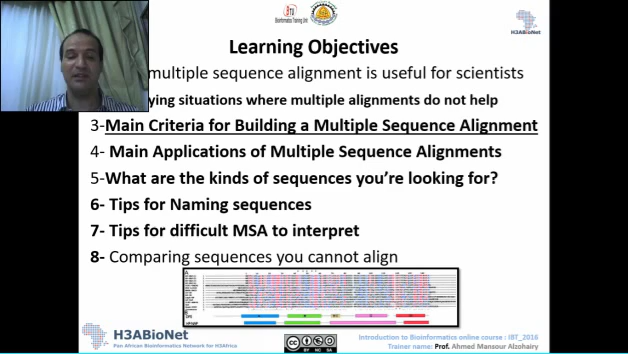 Bioinformatics Training Unit
H3ABioNet
Learning Objectives
multiple sequence alignment is useful for scientists
ying situations where multiple alignments do not help
3-Main Criteria for Building a Multiple Sequence Alignment
4- Main Applications of Multiple Sequence Alignments
5-What are the kinds of sequences you’re looking for?
6- Tips for Naming sequences
7- Tips for difficult MSA to interpret
8- Comparing sequences you cannot align
H3ABioNet
Pan African Bioinformatics Network for H3Africa
CC
BY NC SA
Introduction to Bioinformatics online course : IBT_2016
Trainer name: Prof. Ahmed Mansour Alzohairy